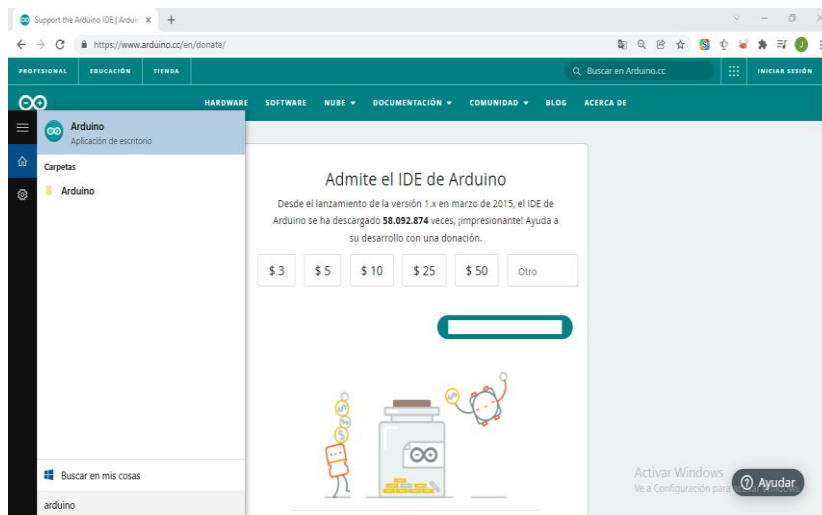 Support the Arduino IDE | Arduin
https://www.arduino.cc/en/donate/
PROFESIONAL EDUCACIÓN TIENDA Buscar en Arduino.cc INICIAR SESIÓN
HARDWARE SOFTWARE NUBE DOCUMENTACIÓN COMUNIDAD BLOG ACERCA DE
Arduino
Aplicación de escritorio
Carpetas
Arduino
Buscar en mis cosas
arduino
Admite el IDE de Arduino
Desde el lanzamiento de la versión 1.x en marzo de 2015, el IDE de
Arduino se ha descargado 58.092.874 veces, ¡impresionante! Ayuda a
su desarrollo con una donación.
$ 3 $ 5 $ 10 $ 25 $ 50 Otro
Activar Windows
Ve a Configuración para
Ayudar